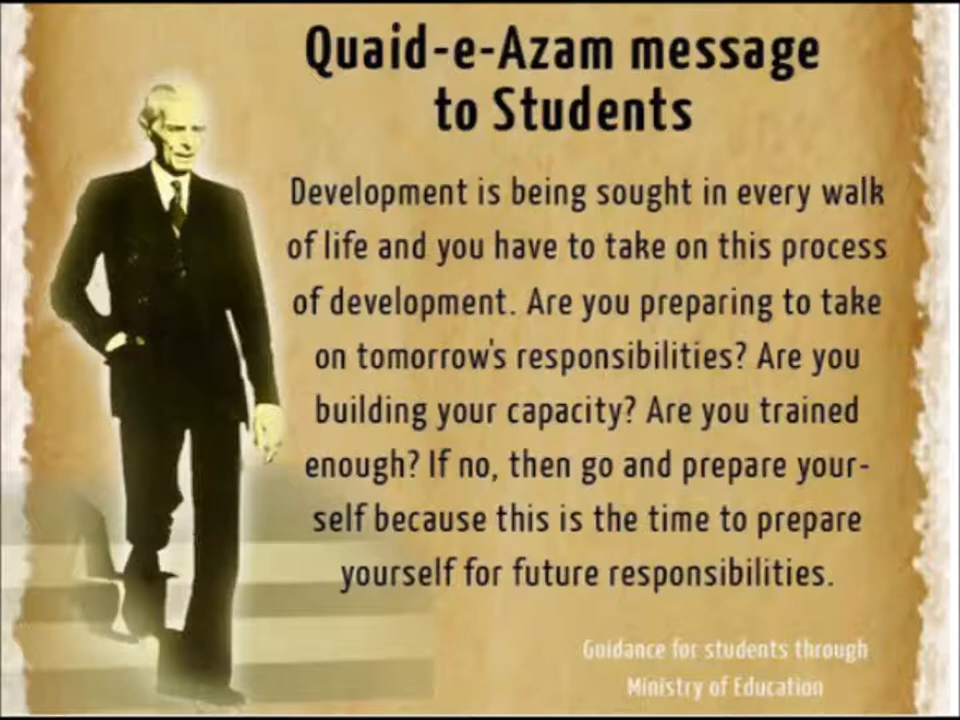 Quaid-e-Azam message
to Students
Development is being sought in every walk
of life and you have to take on this process
of development. Are you preparing to take
on tomorrow's responsibilities? Are you
building your capacity? Are you trained
enough? If no, then go and prepare your-
self because this is the time to prepare
yourself for future responsibilities.
Guidance for students through
Ministry of Education